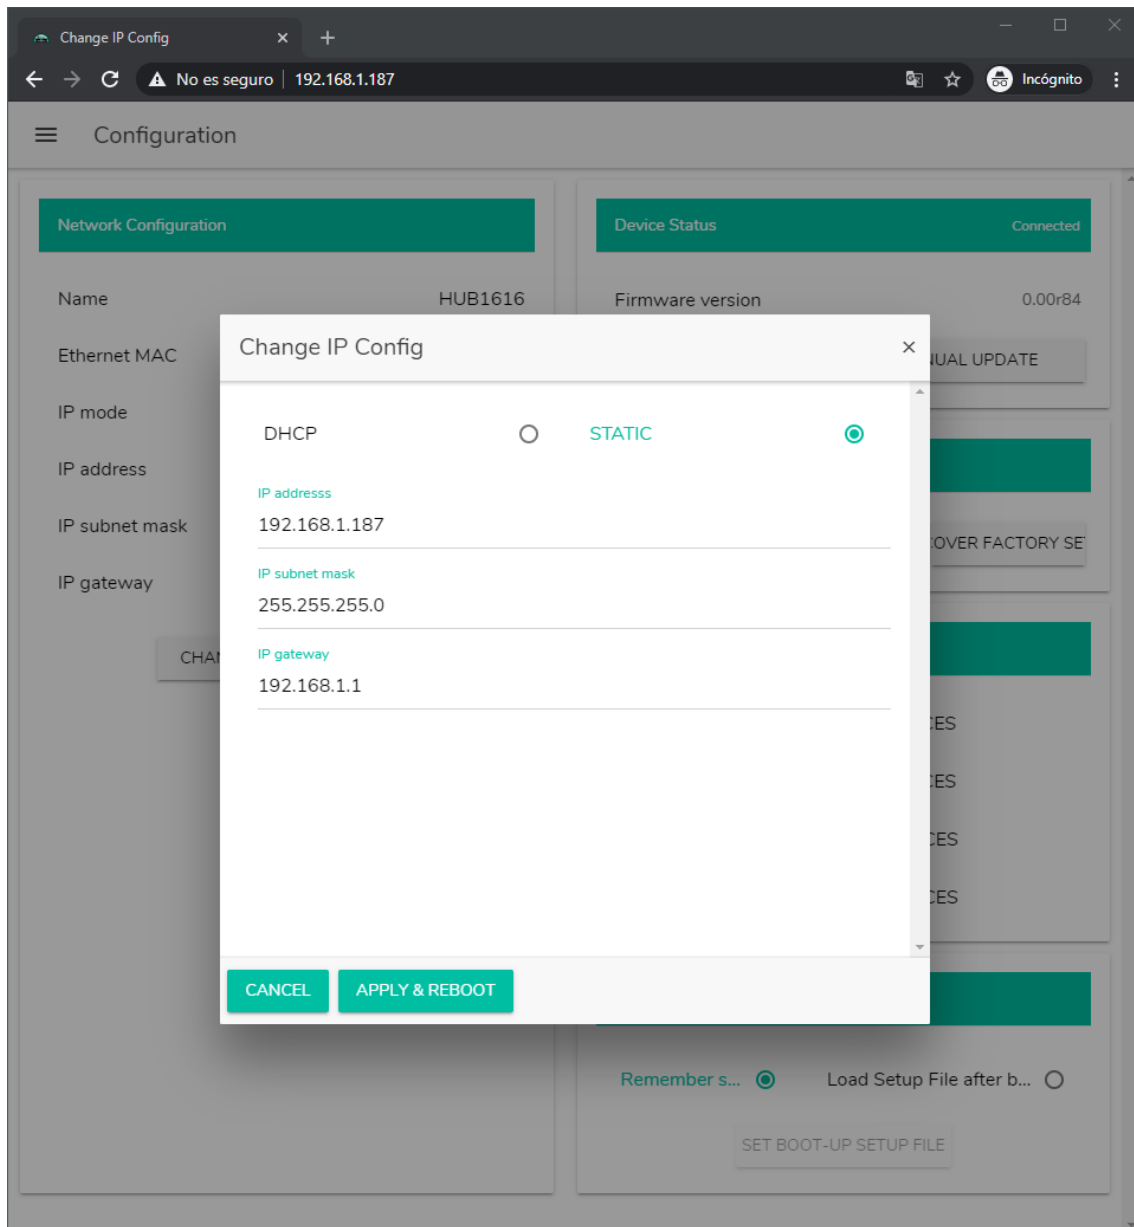 Change IP Config
No es seguro | 192.168.1.187
Incógnito
Configuration
Network Configuration
Device Status
Connected
Name
HUB1616
Firmware version
0.00r84
Ethernet MAC
Change IP Config
UAL UPDATE
IP mode
DHCP
STATIC
IP address
IP addresss
192.168.1.187
IP subnet mask
IP subnet mask
255.255.255.0
OVER FACTORY SE
IP gateway
IP gateway
192.168.1.1
CHA
CES
CES
CES
CES
CANCEL
APPLY & REBOOT
Remember s...
Load Setup File after b...
SET BOOT-UP SETUP FILE